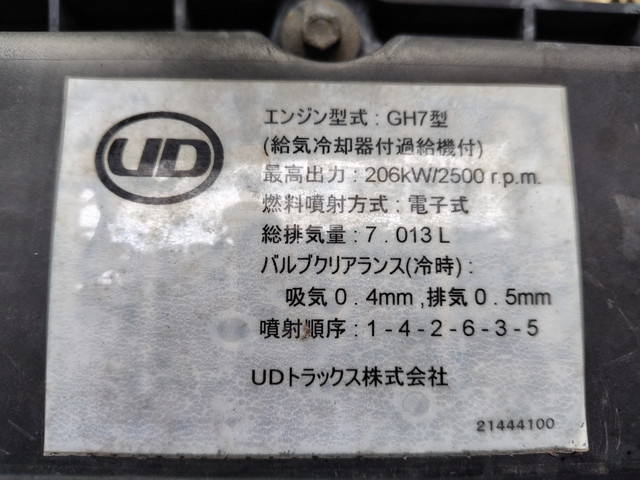 UD
エンジン型式 : GH7型
(給気冷却器付過給機付)
最高出力 : 206kW/2500 r.p.m.
燃料噴射方式 : 電子式
総排気量 : 7 . 013 L
バルブクリアランス(冷時) :
吸気 0 . 4mm , 排気 0 . 5mm
噴射順序 : 1 - 4 - 2 - 6 - 3 - 5
UDトラックス株式会社
21444100